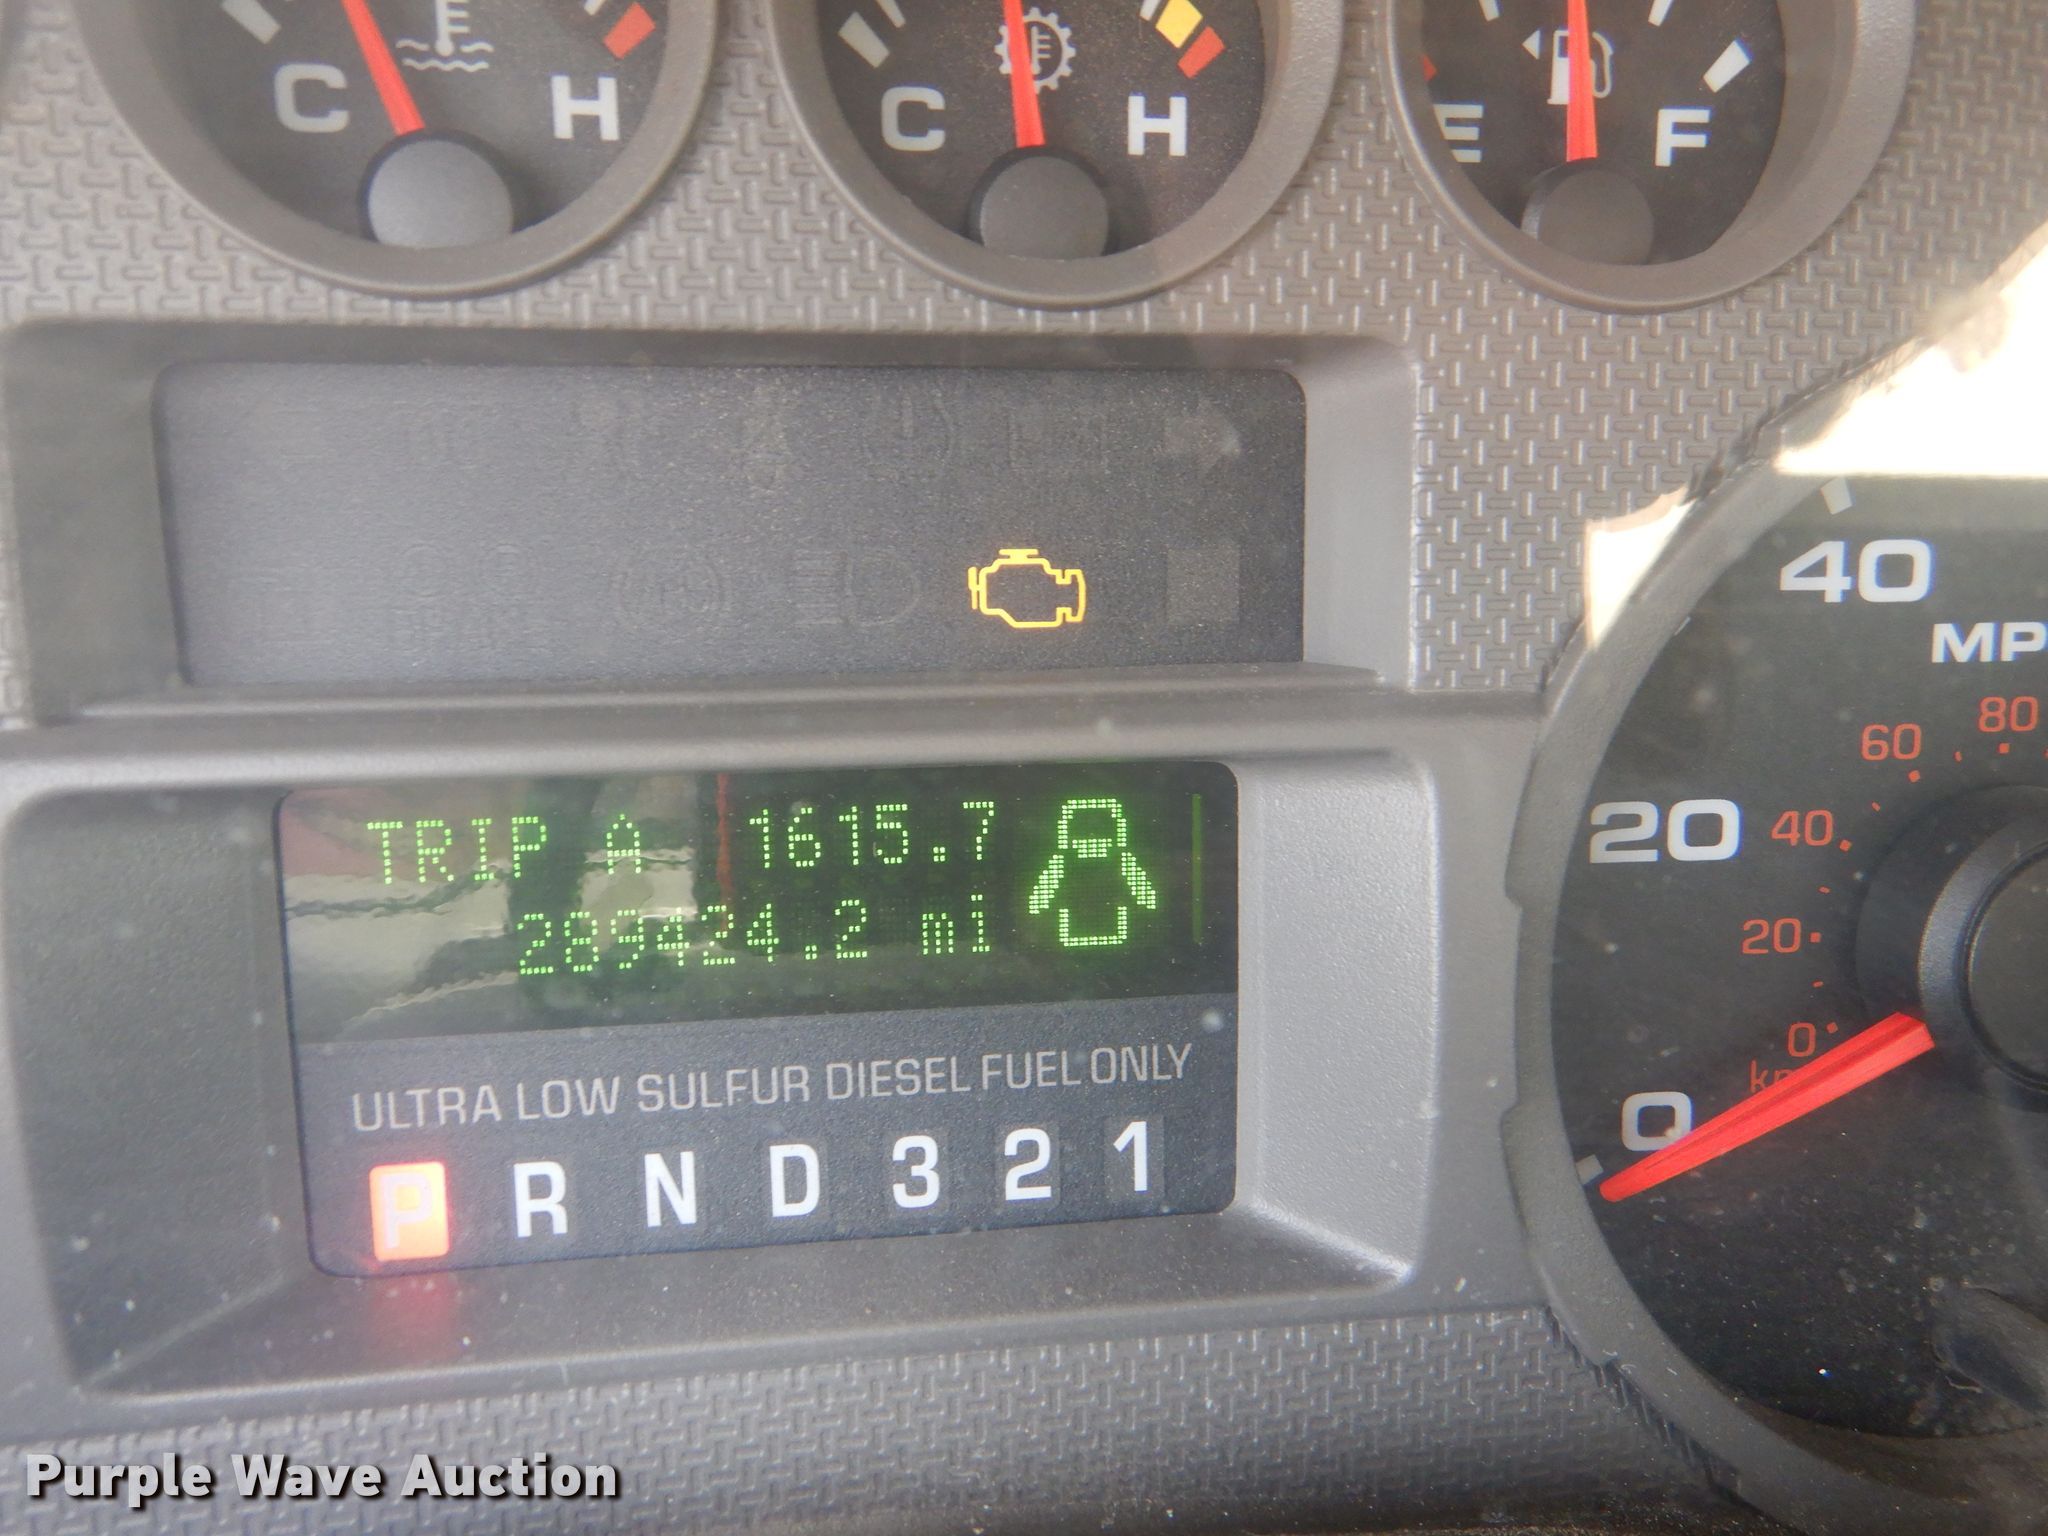 C H
C H
E F
40
MP
60 80
20 40
20
0
0
TRIP A 1615.7
289424.2 mi
ULTRA LOW SULFUR DIESEL FUEL ONLY
P R N D 3 2 1
Purple Wave Auction